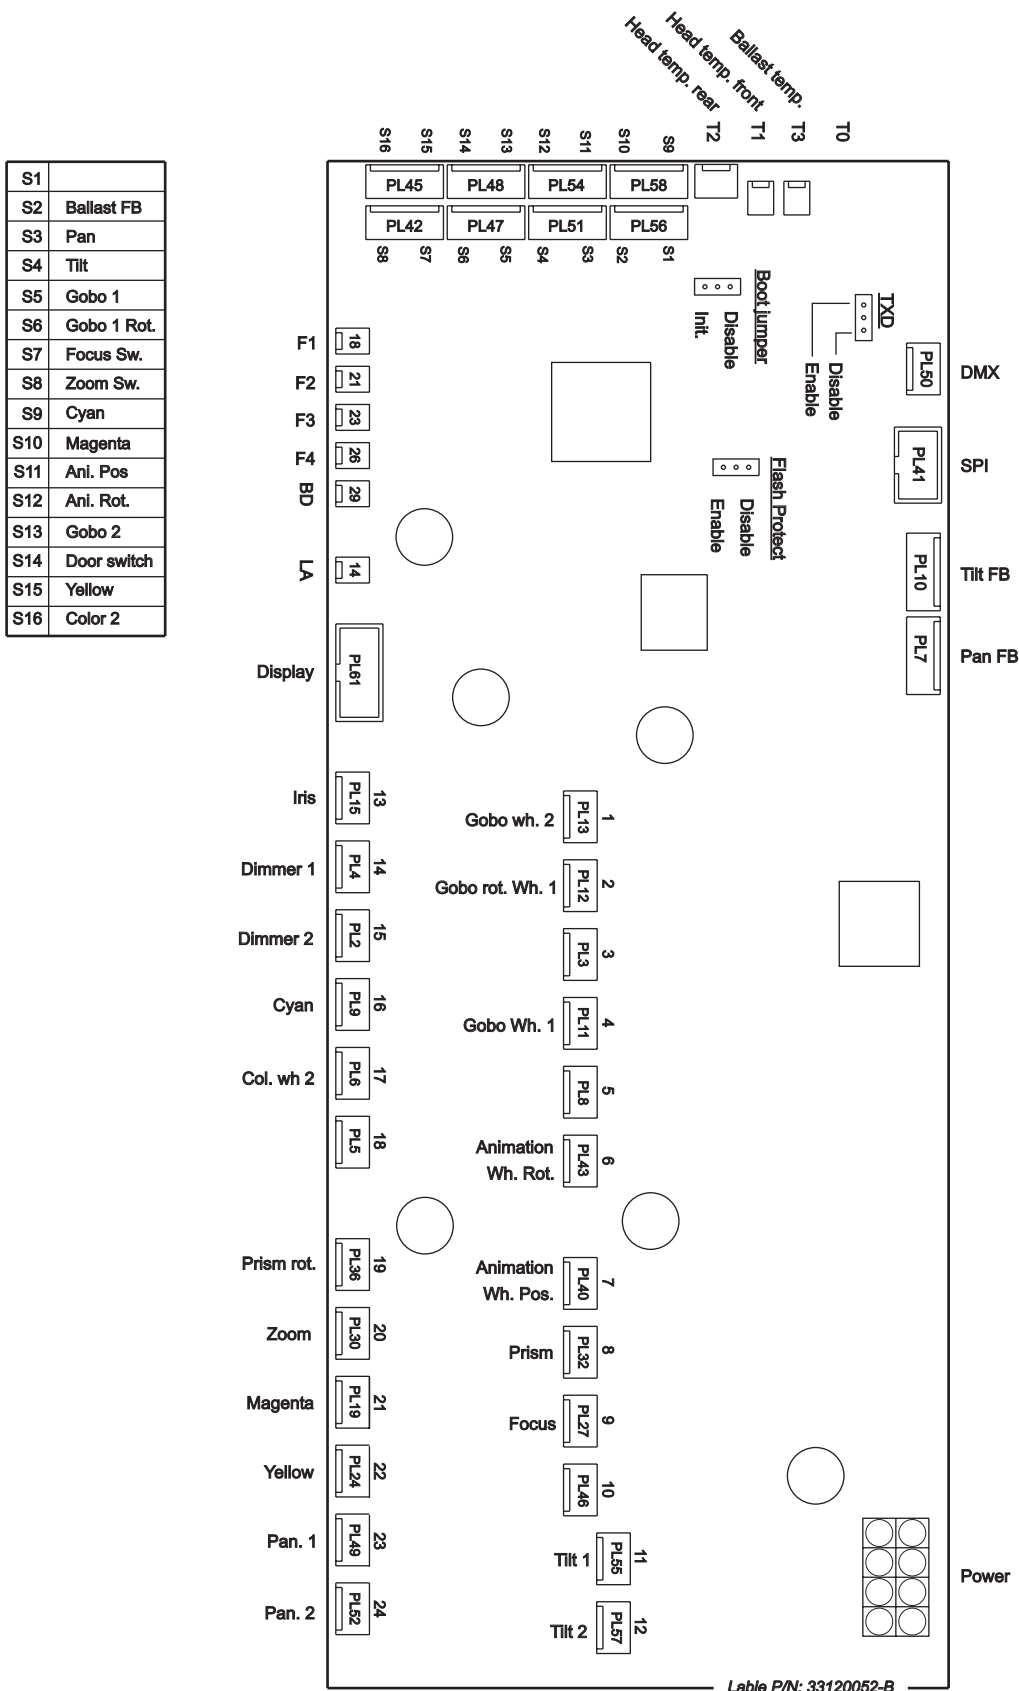 Head temp. rear
Head temp. front
Ballast temp.
T2
T1
T3
T0
S16
S15
S14
S13
S12
S11
S10
S9
PL45
PL48
PL54
PL58
PL42
PL47
PL51
PL56
S8
S7
S6
S5
S4
S3
S2
S1
S1
S2 Ballast FB
S3 Pan
S4 Tilt
S5 Gobo 1
S6 Gobo 1 Rot.
S7 Focus Sw.
S8 Zoom Sw.
S9 Cyan
S10 Magenta
S11 Ani. Pos
S12 Ani. Rot.
S13 Gobo 2
S14 Door switch
S15 Yellow
S16 Color 2
Boot jumper
Disable
Init.
TXD
Disable
Enable
PL50
DMX
PL41
SPI
Flash Protect
Disable
Enable
PL10
Tilt FB
PL7
Pan FB
F1
18
F2
21
F3
23
F4
26
BD
29
LA
14
Display
PL61
Iris
PL15
13
Dimmer 1
PL4
14
Dimmer 2
PL2
15
Cyan
PL9
16
Col. wh 2
PL6
17
PL5
18
Prism rot.
PL36
19
Zoom
PL30
20
Magenta
PL19
21
Yellow
PL24
22
Pan. 1
PL49
23
Pan. 2
PL52
24
Gobo wh. 2
PL13
1
Gobo rot. Wh. 1
PL12
2
PL3
3
Gobo Wh. 1
PL11
4
PL8
5
Animation
Wh. Rot.
PL43
6
Animation
Wh. Pos.
PL40
7
Prism
PL32
8
Focus
PL27
9
PL46
10
Tilt 1
PL55
11
Tilt 2
PL57
12
Power
Lable P/N: 33120052-B